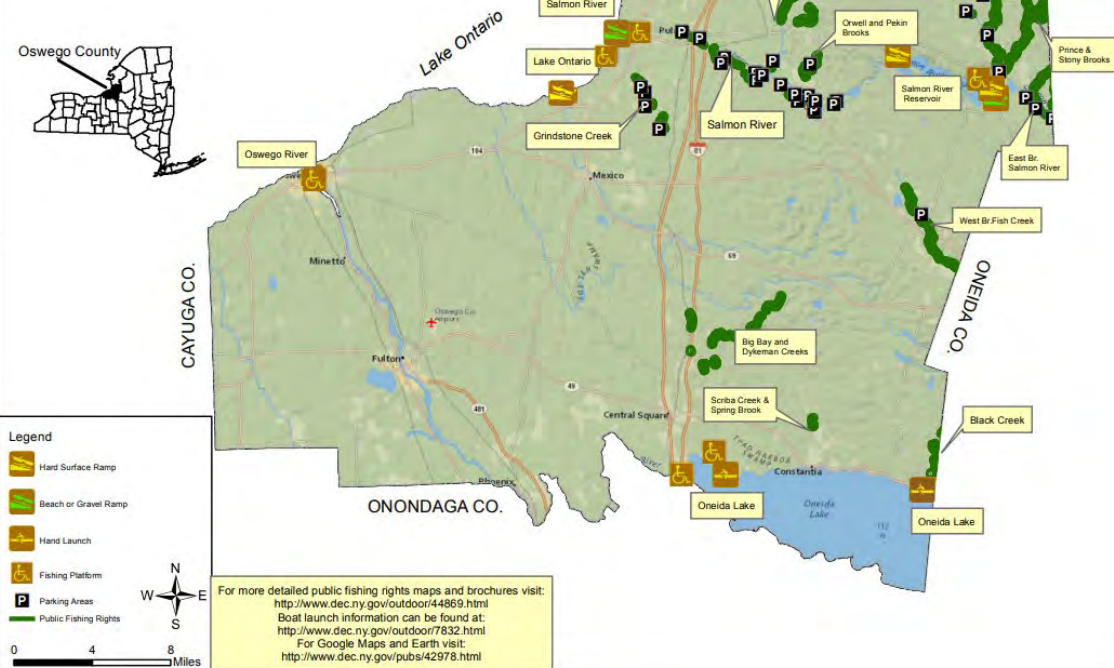 Salmon River
Orwell and Pekin
Brooks
Oswego County
Lake Ontario
Prince &
Stony Brooks
Lake Ontario
P
Salmon River
Reservoir
Grindstone Creek
Salmon River
81
East Br.
Salmon River
Oswego River
104
Mexico
West Br.Fish Creek
69
Minetto
CAYUGA CO.
ONEIDA CO.
Oswego Co
Airport
Big Bay and
Dykeman Creeks
Fulton
49
Scriba Creek &
Spring Brook
481
Central Square
Black Creek
Legend
River
Hard Surface Ramp
Constantia
Phoenix
Beach or Gravel Ramp
ONONDAGA CO.
Oneida Lake
Oneida
Lake
Oneida Lake
Hand Launch
Fishing Platform
N
W E
S
P Parking Areas
Public Fishing Rights
0 4 8
Miles
For more detailed public fishing rights maps and brochures visit:
http://www.dec.ny.gov/outdoor/44869.html
Boat launch information can be found at:
http://www.dec.ny.gov/outdoor/7832.html
For Google Maps and Earth visit:
http://www.dec.ny.gov/pubs/42978.html